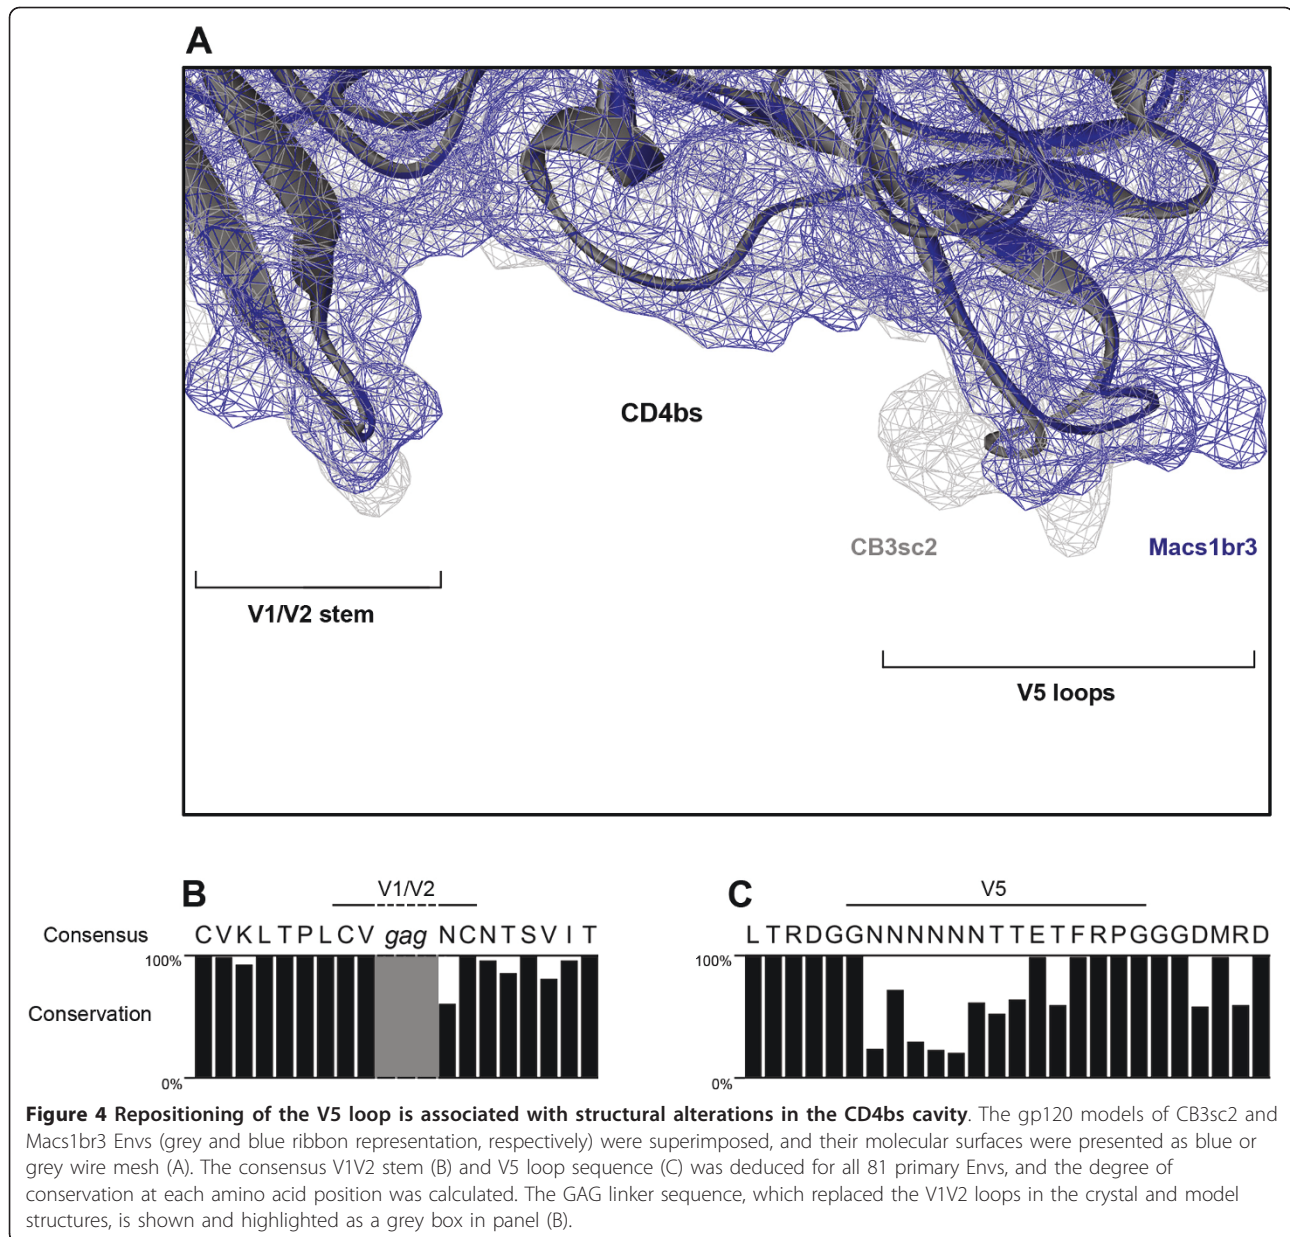 A
CD4bs
CB3sc2
Macs1br3
V1/V2 stem
V5 loops
B
V1/V2
Consensus
C V K L T P L C V gag N C N T S V I T
100%
Conservation
0%
C
V5
L T R D G G N N N N N N T T E T F R P G G G D M R D
100%
0%
Figure 4 Repositioning of the V5 loop is associated with structural alterations in the CD4bs cavity. The gp120 models of CB3sc2 and
Macs1br3 Envs (grey and blue ribbon representation, respectively) were superimposed, and their molecular surfaces were presented as blue or
grey wire mesh (A). The consensus V1V2 stem (B) and V5 loop sequence (C) was deduced for all 81 primary Envs, and the degree of
conservation at each amino acid position was calculated. The GAG linker sequence, which replaced the V1V2 loops in the crystal and model
structures, is shown and highlighted as a grey box in panel (B).